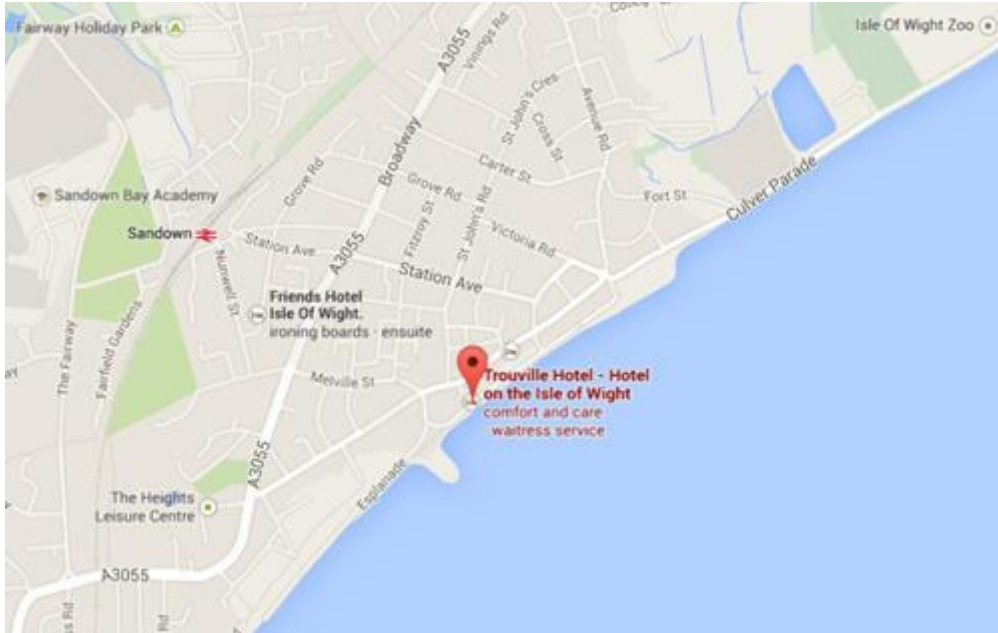 Fairway Holiday Park
A3055
Vinings Rd
Isle Of Wight Zoo
St John's Cres
Cross St
Avenue Rd
Broadway
Grove Rd
Carter St
Sandown Bay Academy
Grove Rd
Fort St
Culver Parade
Sandown
Station Ave
Fitzroy St
St John's Rd
Victoria Rd
Nunwell St
A3055
Station Ave
Friends Hotel
Isle Of Wight.
ironing boards · ensuite
The Fairway
Fairfield Gardens
Melville St
Trouville Hotel - Hotel
on the Isle of Wight
comfort and care
waitress service
A3055
Esplanade
The Heights
Leisure Centre
A3055